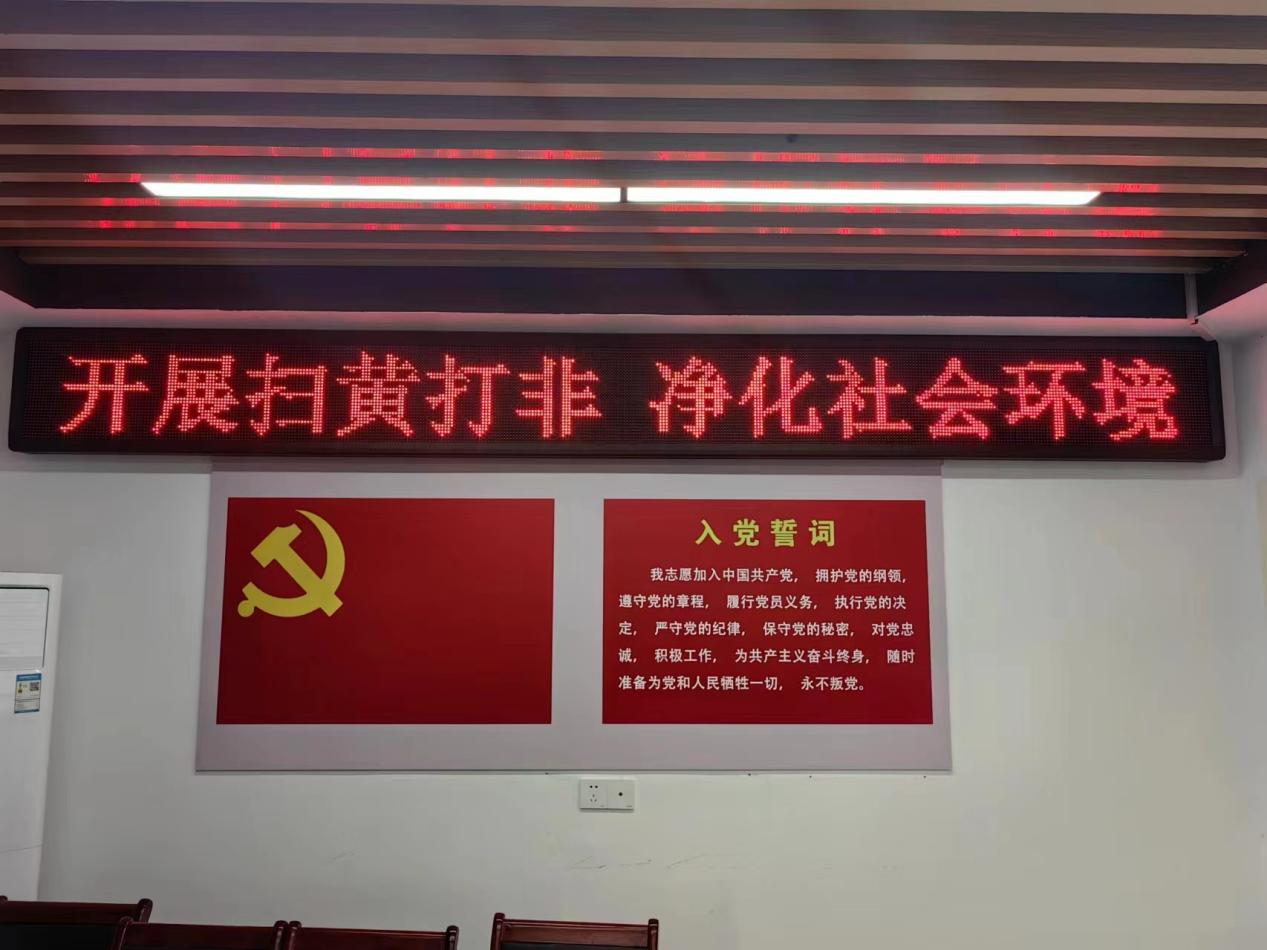 开展扫黄打非 净化社会环境
入党誓词
我志愿加入中国共产党，拥护党的纲领，
遵守党的章程，履行党员义务，执行党的决
定，严守党的纪律，保守党的秘密，对党忠
诚，积极工作，为共产主义奋斗终身，随时
准备为党和人民牺牲一切，永不叛党。